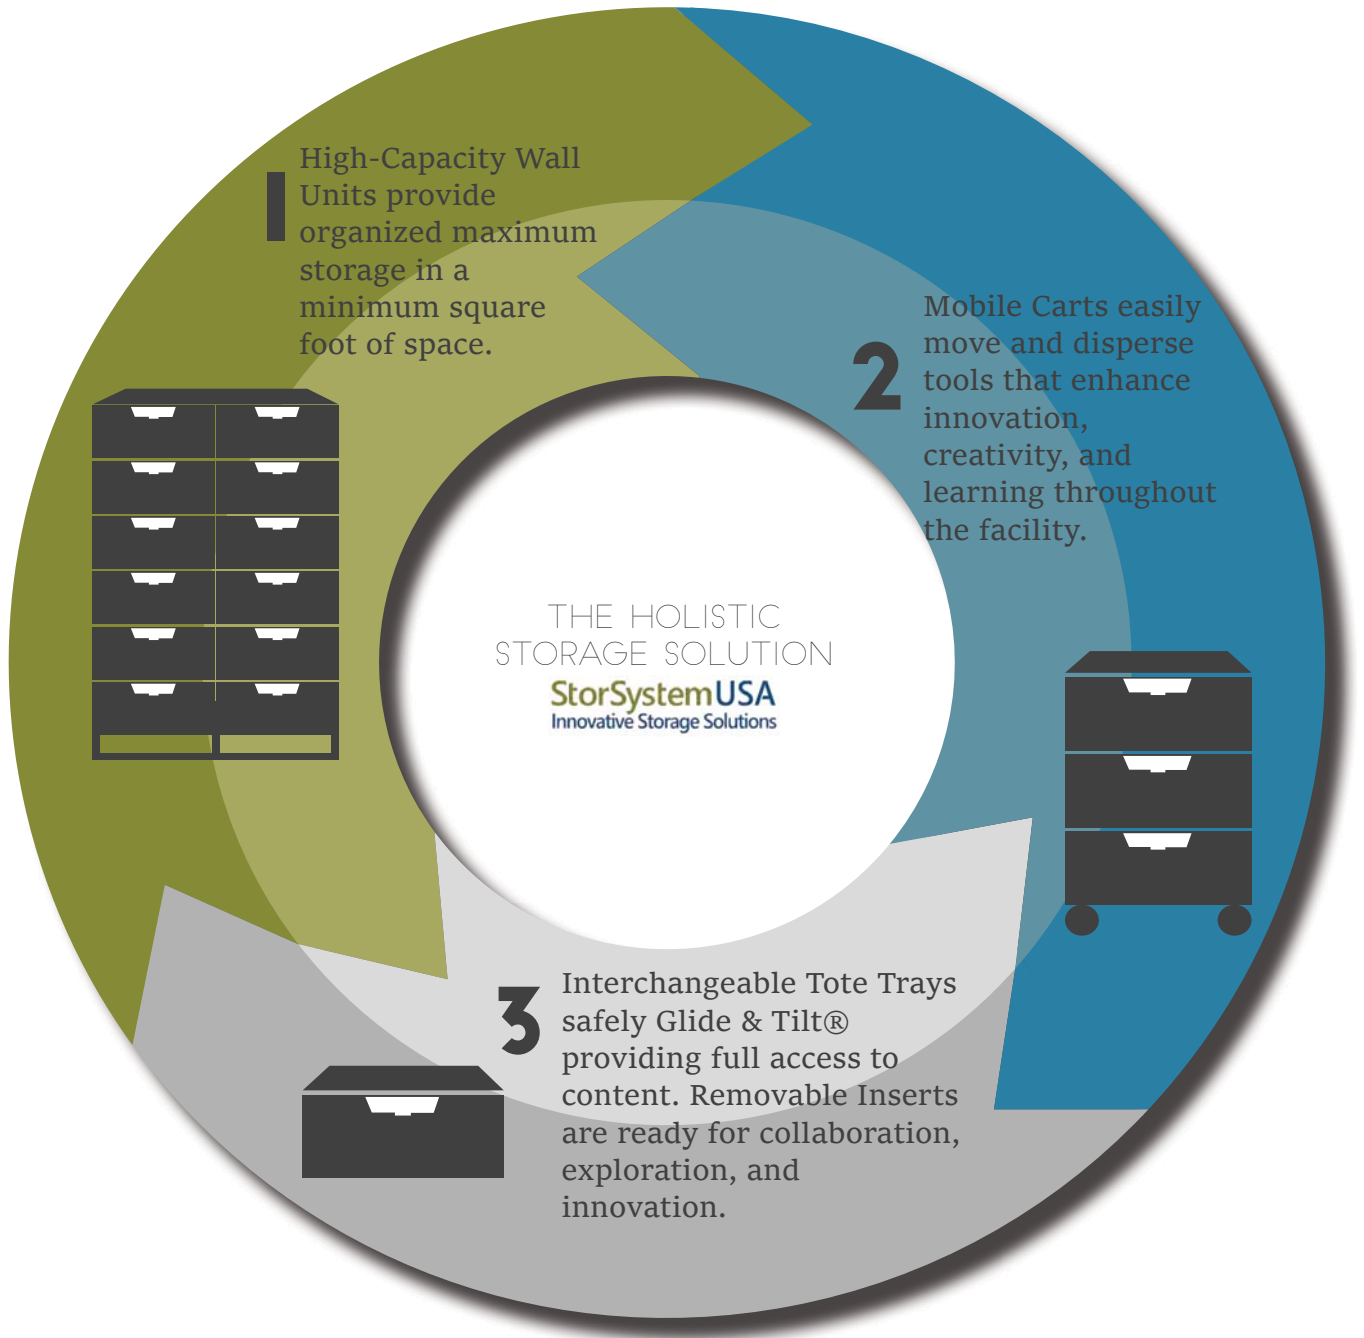 1
High-Capacity Wall
Units provide
organized maximum
storage in a
minimum square
foot of space.
2
Mobile Carts easily
move and disperse
tools that enhance
innovation,
creativity, and
learning throughout
the facility.
THE HOLISTIC
STORAGE SOLUTION
StorSystemUSA
Innovative Storage Solutions
3
Interchangeable Tote Trays
safely Glide & Tilt®
providing full access to
content. Removable Inserts
are ready for collaboration,
exploration, and
innovation.